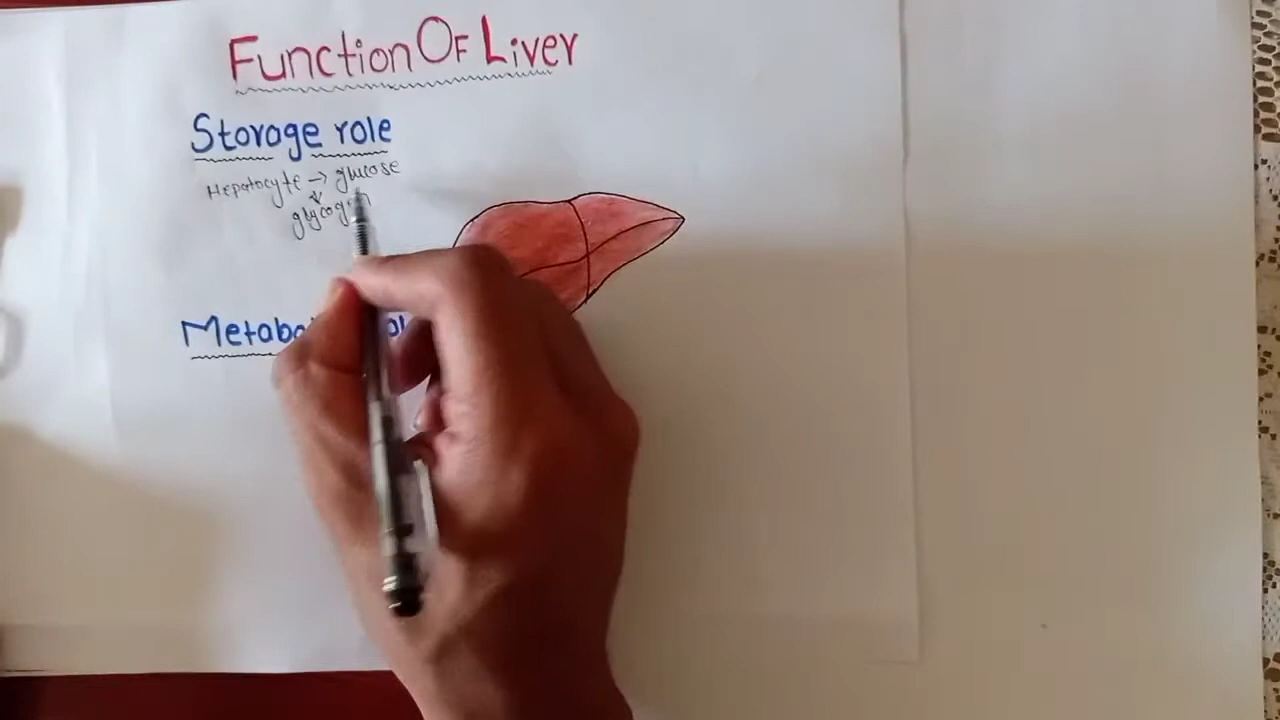 Function Of Liver
Storage role
Hepatocyte → glucose
↓
glycogen